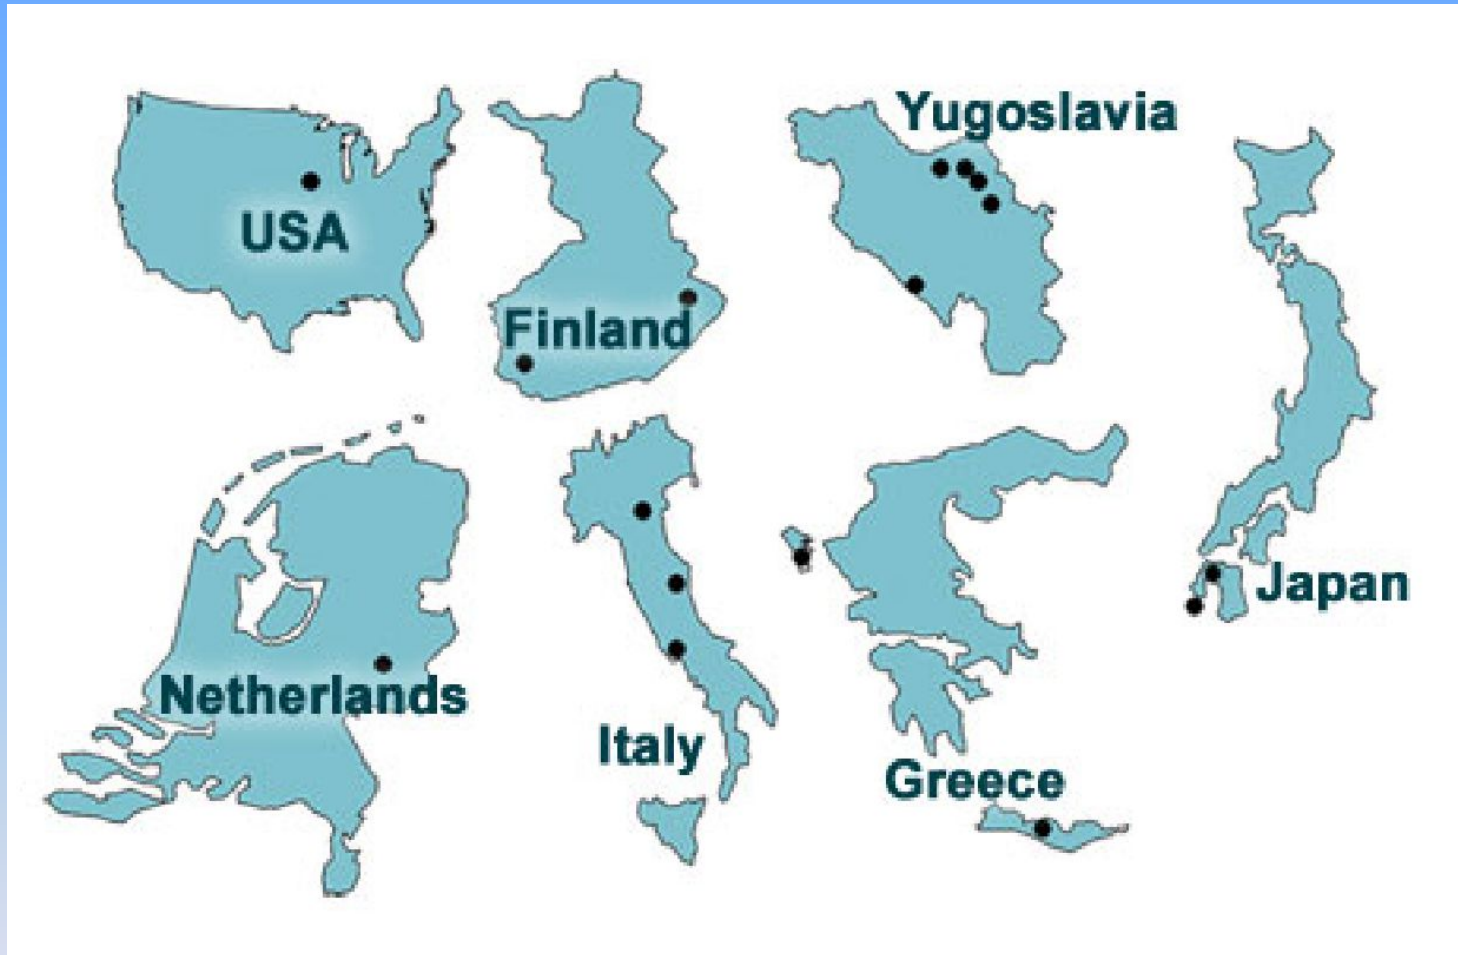 Yugoslavia
USA
Finland
Japan
Netherlands
Italy
Greece